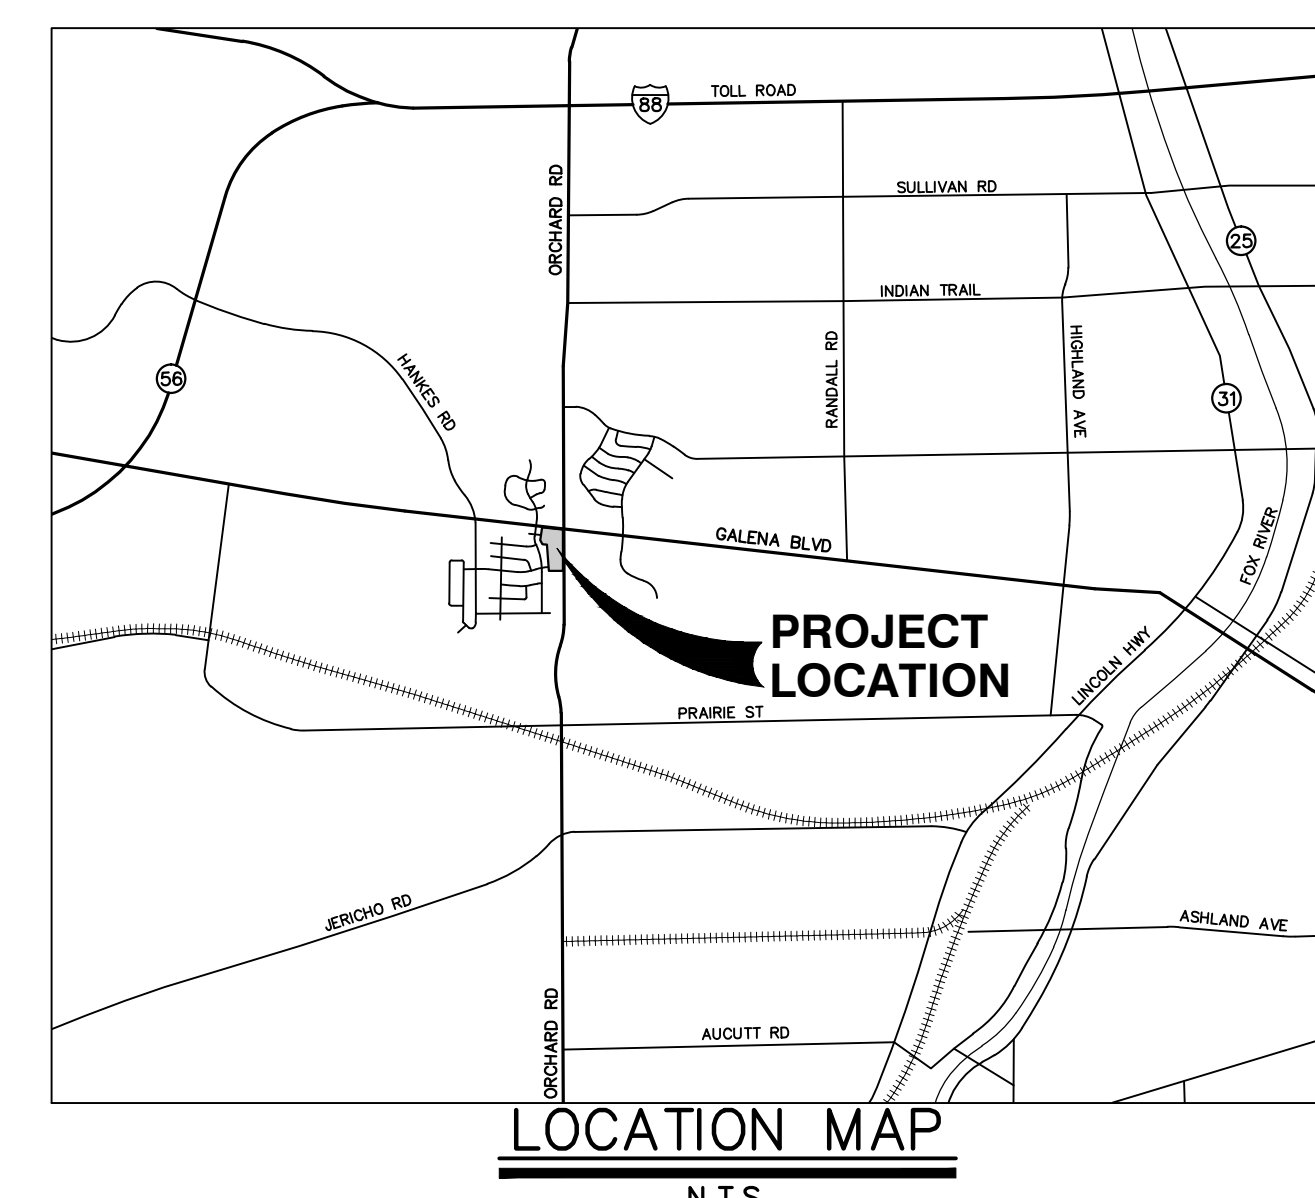 TOLL ROAD
88
ORCHARD RD
SULLIVAN RD
25
INDIAN TRAIL
HANKES RD
RANDALL RD
HIGHLAND AVE
56
31
GALENA BLVD
FOX RIVER
PROJECT
LOCATION
LINCOLN HWY
PRAIRIE ST
JERICHO RD
ASHLAND AVE
ORCHARD RD
AUCUTT RD
LOCATION MAP
N.T.S.